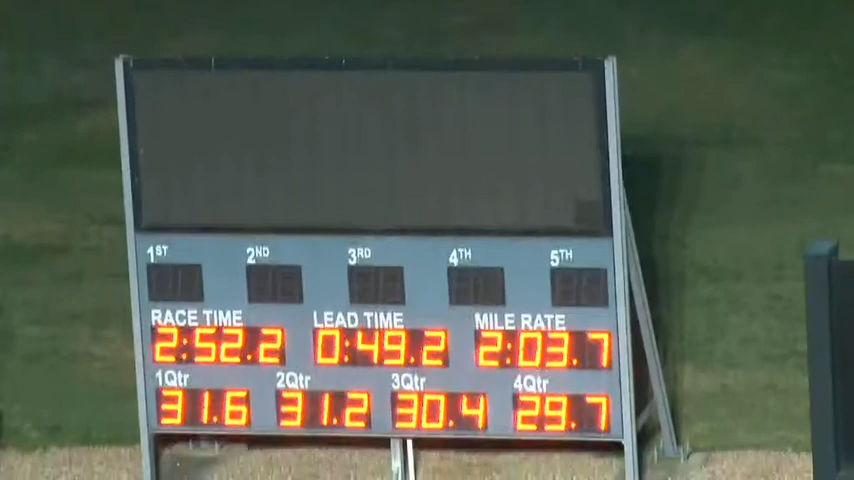 1ST 2ND 3RD 4TH 5TH
RACE TIME LEAD TIME MILE RATE
2:52.2 0:49.2 2:03.7
1Qtr 2Qtr 3Qtr 4Qtr
31.6 31.2 30.4 29.7